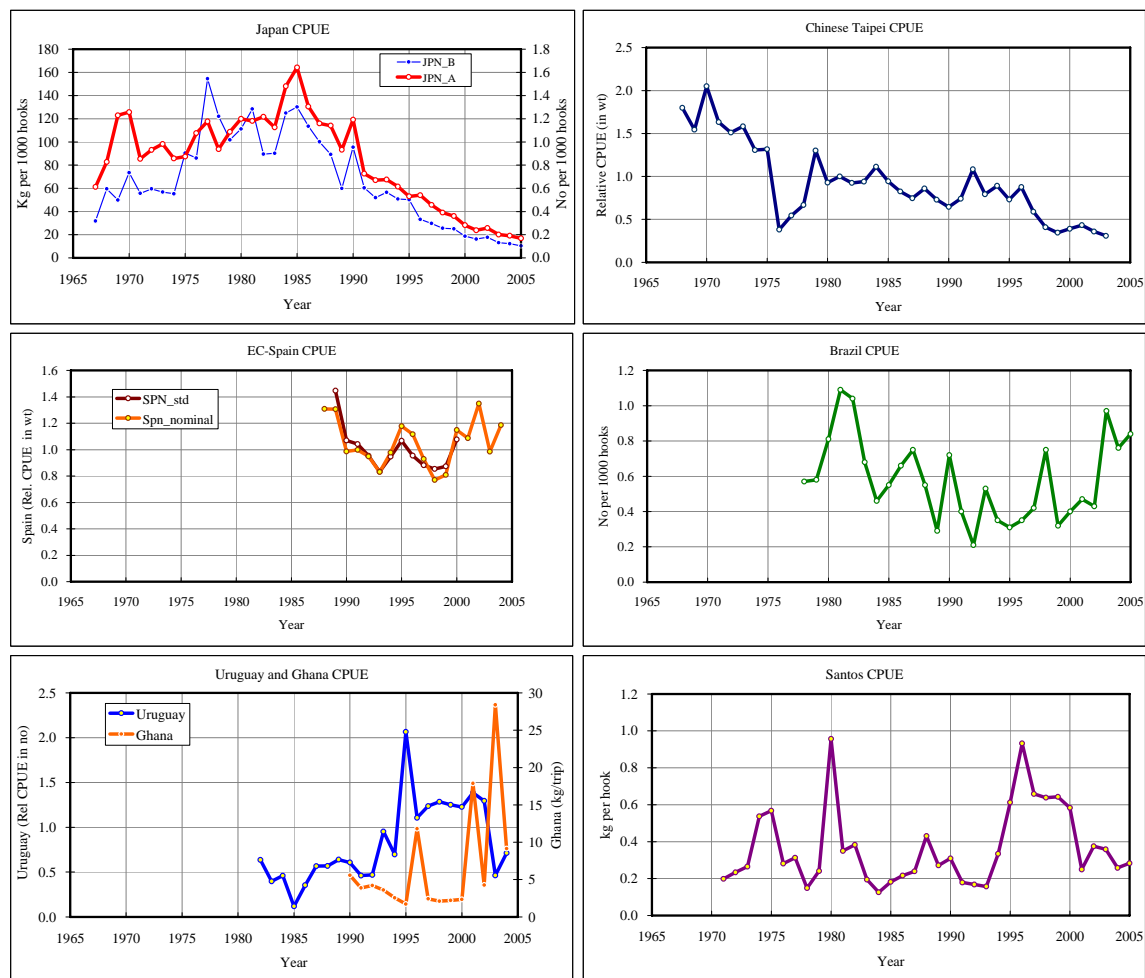 Japan CPUE
Kg per 1000 hooks
180
160
140
120
100
80
60
40
20
0
1.8
1.6
1.4
1.2
1.0
0.8
0.6
0.4
0.2
0.0
No per 1000 hooks
JPN_B
JPN_A
1965 1970 1975 1980 1985 1990 1995 2000 2005
Year
Chinese Taipei CPUE
Relative CPUE (in wt)
2.5
2.0
1.5
1.0
0.5
0.0
1965 1970 1975 1980 1985 1990 1995 2000 2005
Year
EC-Spain CPUE
Spain (Rel. CPUE in wt)
1.6
1.4
1.2
1.0
0.8
0.6
0.4
0.2
0.0
SPN_std
Spn_nominal
1965 1970 1975 1980 1985 1990 1995 2000 2005
Year
Brazil CPUE
No per 1000 hooks
1.2
1.0
0.8
0.6
0.4
0.2
0.0
1965 1970 1975 1980 1985 1990 1995 2000 2005
Year
Uruguay and Ghana CPUE
Uruguay (Rel CPUE in no)
2.5
2.0
1.5
1.0
0.5
0.0
30
25
20
15
10
5
0
Ghana (kg/trip)
Uruguay
Ghana
1965 1970 1975 1980 1985 1990 1995 2000 2005
Year
Santos CPUE
kg per hook
1.2
1.0
0.8
0.6
0.4
0.2
0.0
1965 1970 1975 1980 1985 1990 1995 2000 2005
Year